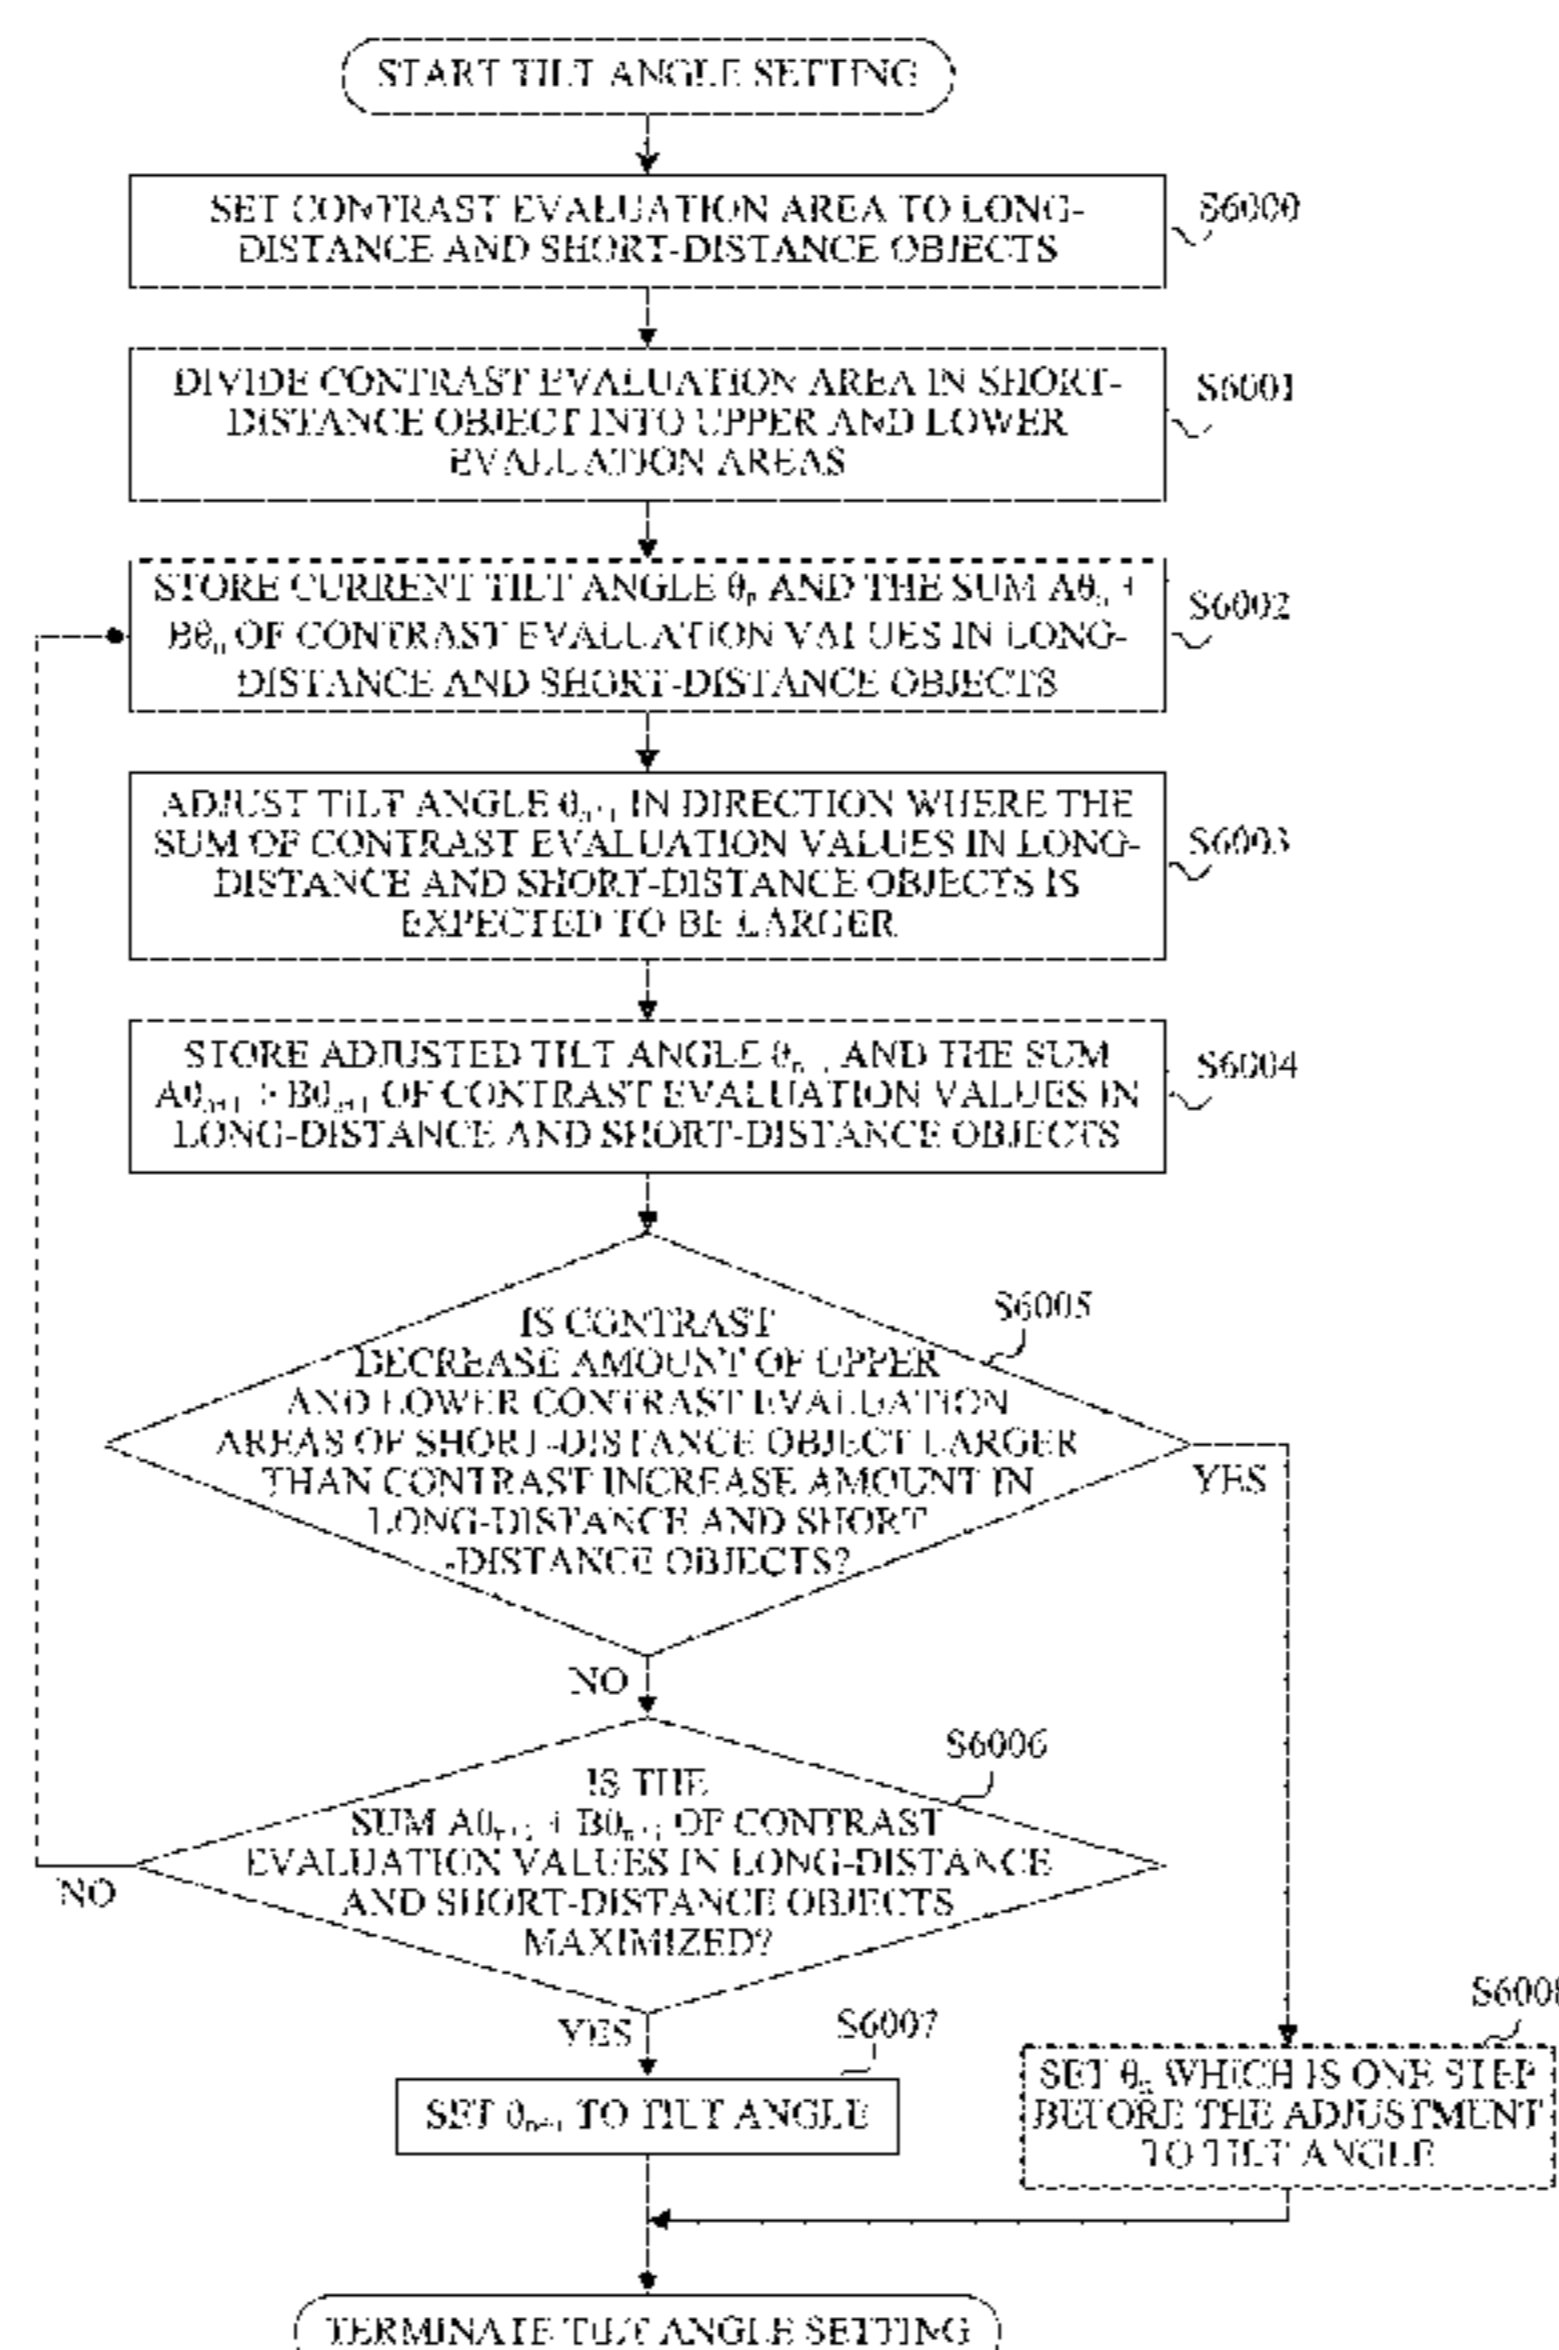 START TILT ANGLE SETTING
SET CONTRAST EVALUATION AREA TO LONG-
DISTANCE AND SHORT-DISTANCE OBJECTS
S6000
DIVIDE CONTRAST EVALUATION AREA IN SHORT-
DISTANCE OBJECT INTO UPPER AND LOWER
EVALUATION AREAS
S6001
STORE CURRENT TILT ANGLE θn AND THE SUM Aθn +
Bθn OF CONTRAST EVALUATION VALUES IN LONG-
DISTANCE AND SHORT-DISTANCE OBJECTS
S6002
ADJUST TILT ANGLE θn+1 IN DIRECTION WHERE THE
SUM OF CONTRAST EVALUATION VALUES IN LONG-
DISTANCE AND SHORT-DISTANCE OBJECTS IS
EXPECTED TO BE LARGER
S6003
STORE ADJUSTED TILT ANGLE θn+1 AND THE SUM
Aθn+1 + Bθn+1 OF CONTRAST EVALUATION VALUES IN
LONG-DISTANCE AND SHORT-DISTANCE OBJECTS
S6004
S6005
IS CONTRAST
DECREASE AMOUNT OF UPPER
AND LOWER CONTRAST EVALUATION
AREAS OF SHORT-DISTANCE OBJECT LARGER
THAN CONTRAST INCREASE AMOUNT IN
LONG-DISTANCE AND SHORT
-DISTANCE OBJECTS?
YES
NO
S6006
IS THE
SUM Aθn+1 + Bθn+1 OF CONTRAST
EVALUATION VALUES IN LONG-DISTANCE
AND SHORT-DISTANCE OBJECTS
MAXIMIZED?
NO
YES
S6007
SET θn+1 TO TILT ANGLE
S6008
SET θn WHICH IS ONE STEP
BEFORE THE ADJUSTMENT
TO TILT ANGLE
TERMINATE TILT ANGLE SETTING